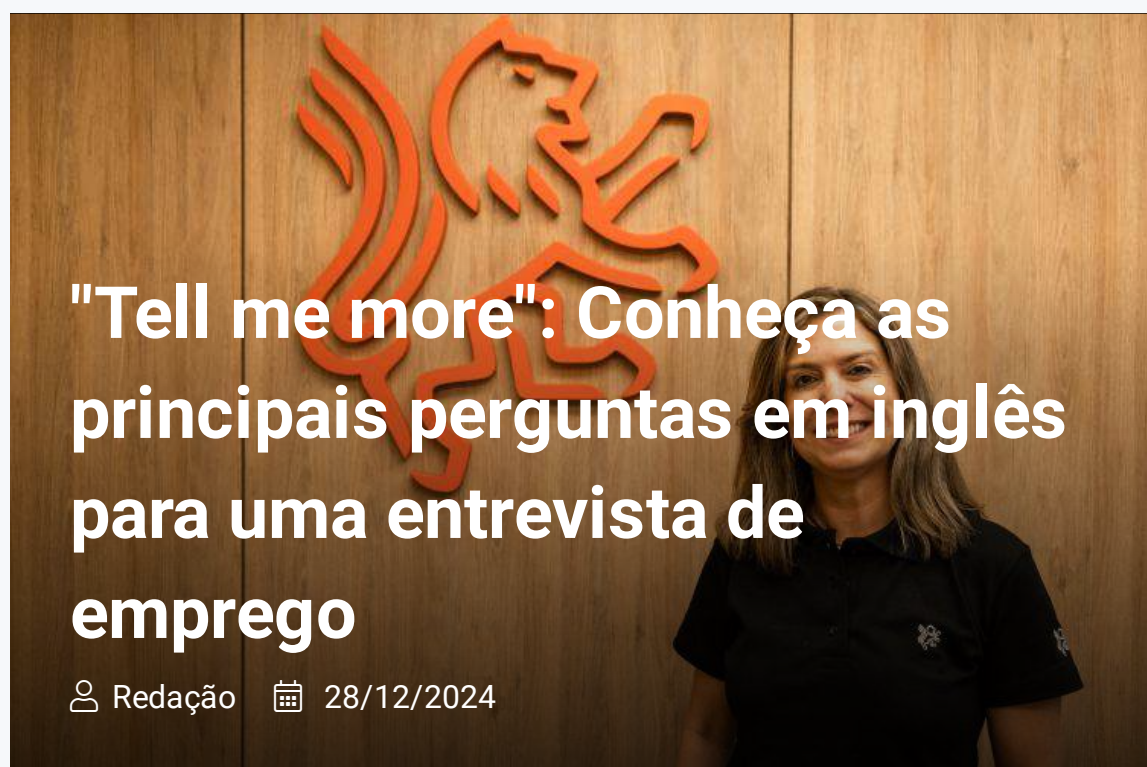 "Tell me more": Conheça as
principais perguntas em inglês
para uma entrevista de
emprego
Redação 28/12/2024